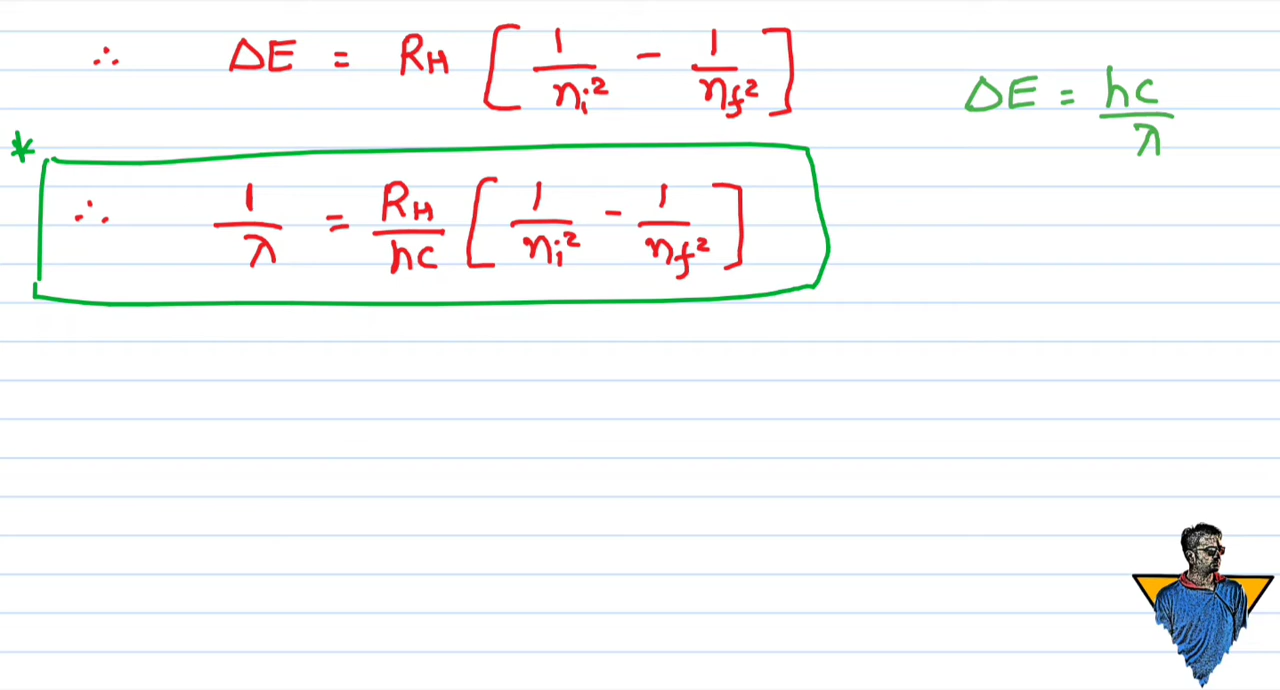 ∴ ΔE = R_H [ 1/n_i² - 1/n_f² ]
ΔE = hc/λ
*
∴ 1/λ = R_H/hc [ 1/n_i² - 1/n_f² ]